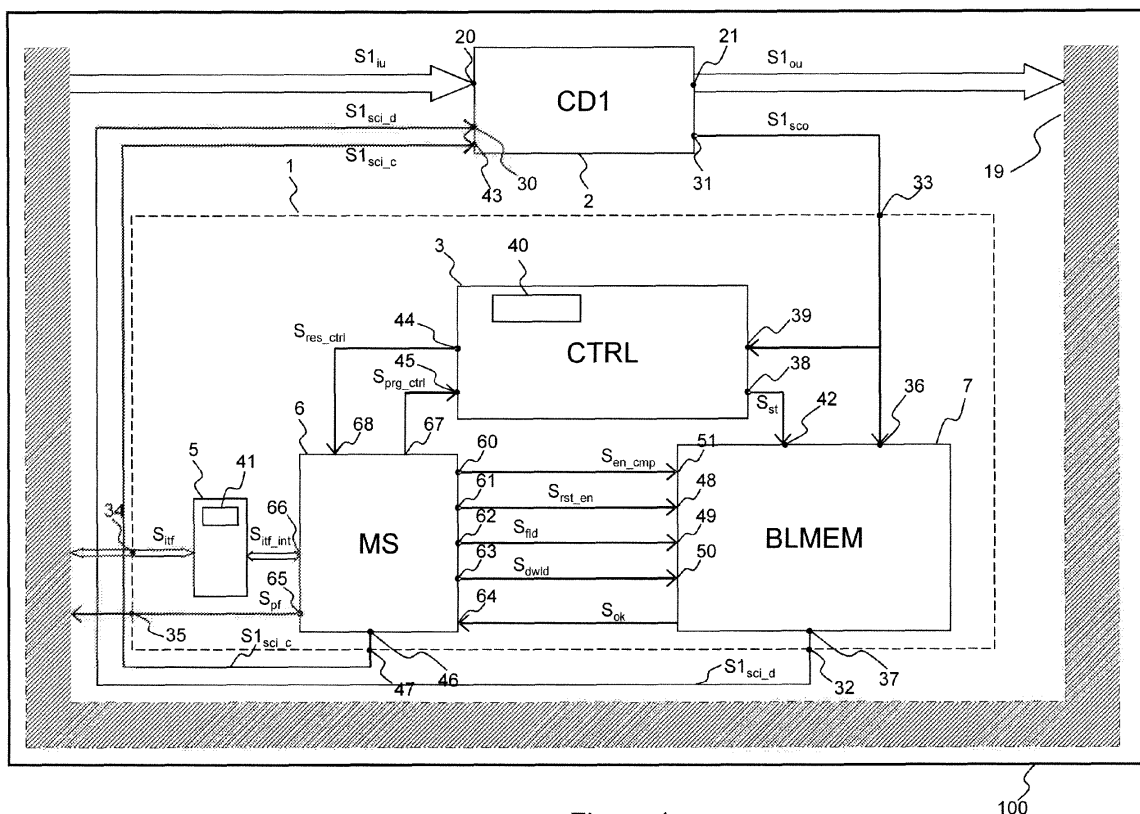 S1iu
20
CD1
21
S1ou
S1sci_d
S1sci_c
S1sco
43
30
2
31
19
1
33
3
40
Sres_ctrl
44
CTRL
39
45
Sprg_ctrl
38
Sst
42
36
7
6
68
67
60
Sen_cmp
51
5
41
61
Srst_en
48
34
66
62
Sfld
49
Sitf
Sitf_int
MS
BLMEM
63
Sdwld
50
65
Spf
64
Sok
35
S1sci_c
47
46
S1sci_d
32
37
100